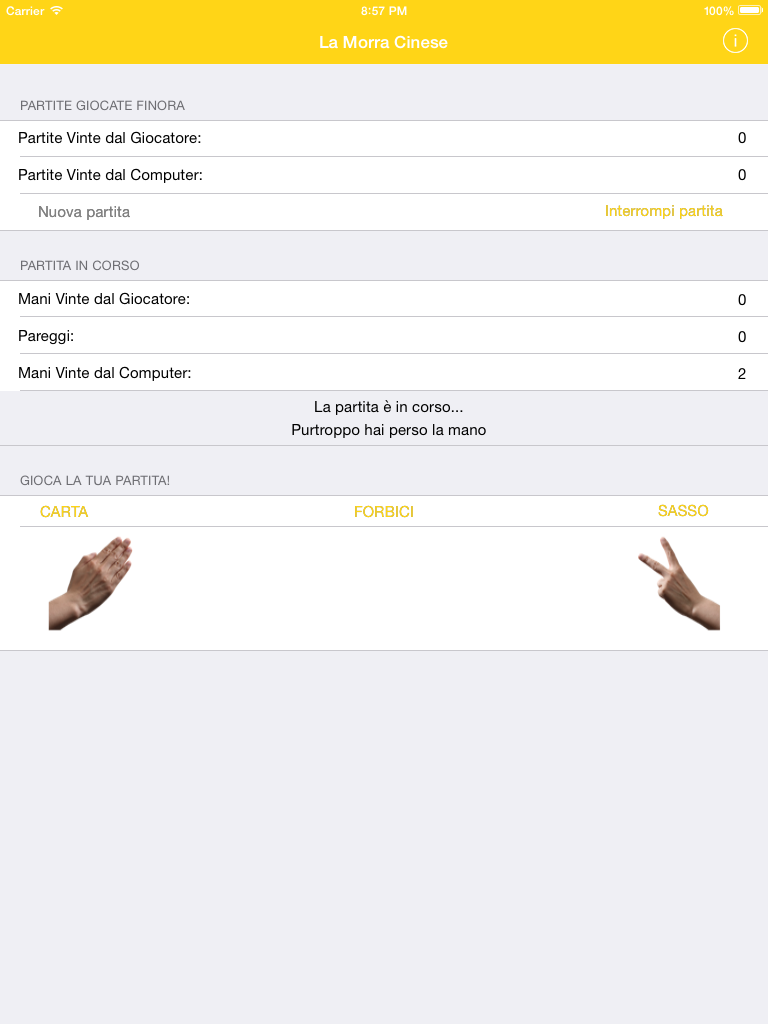 Carrier 8:57 PM 100%
La Morra Cinese
PARTITE GIOCATE FINORA
Partite Vinte dal Giocatore: 0
Partite Vinte dal Computer: 0
Nuova partita Interrompi partita
PARTITA IN CORSO
Mani Vinte dal Giocatore: 0
Pareggi: 0
Mani Vinte dal Computer: 2
La partita è in corso...
Purtroppo hai perso la mano
GIOCA LA TUA PARTITA!
CARTA FORBICI SASSO